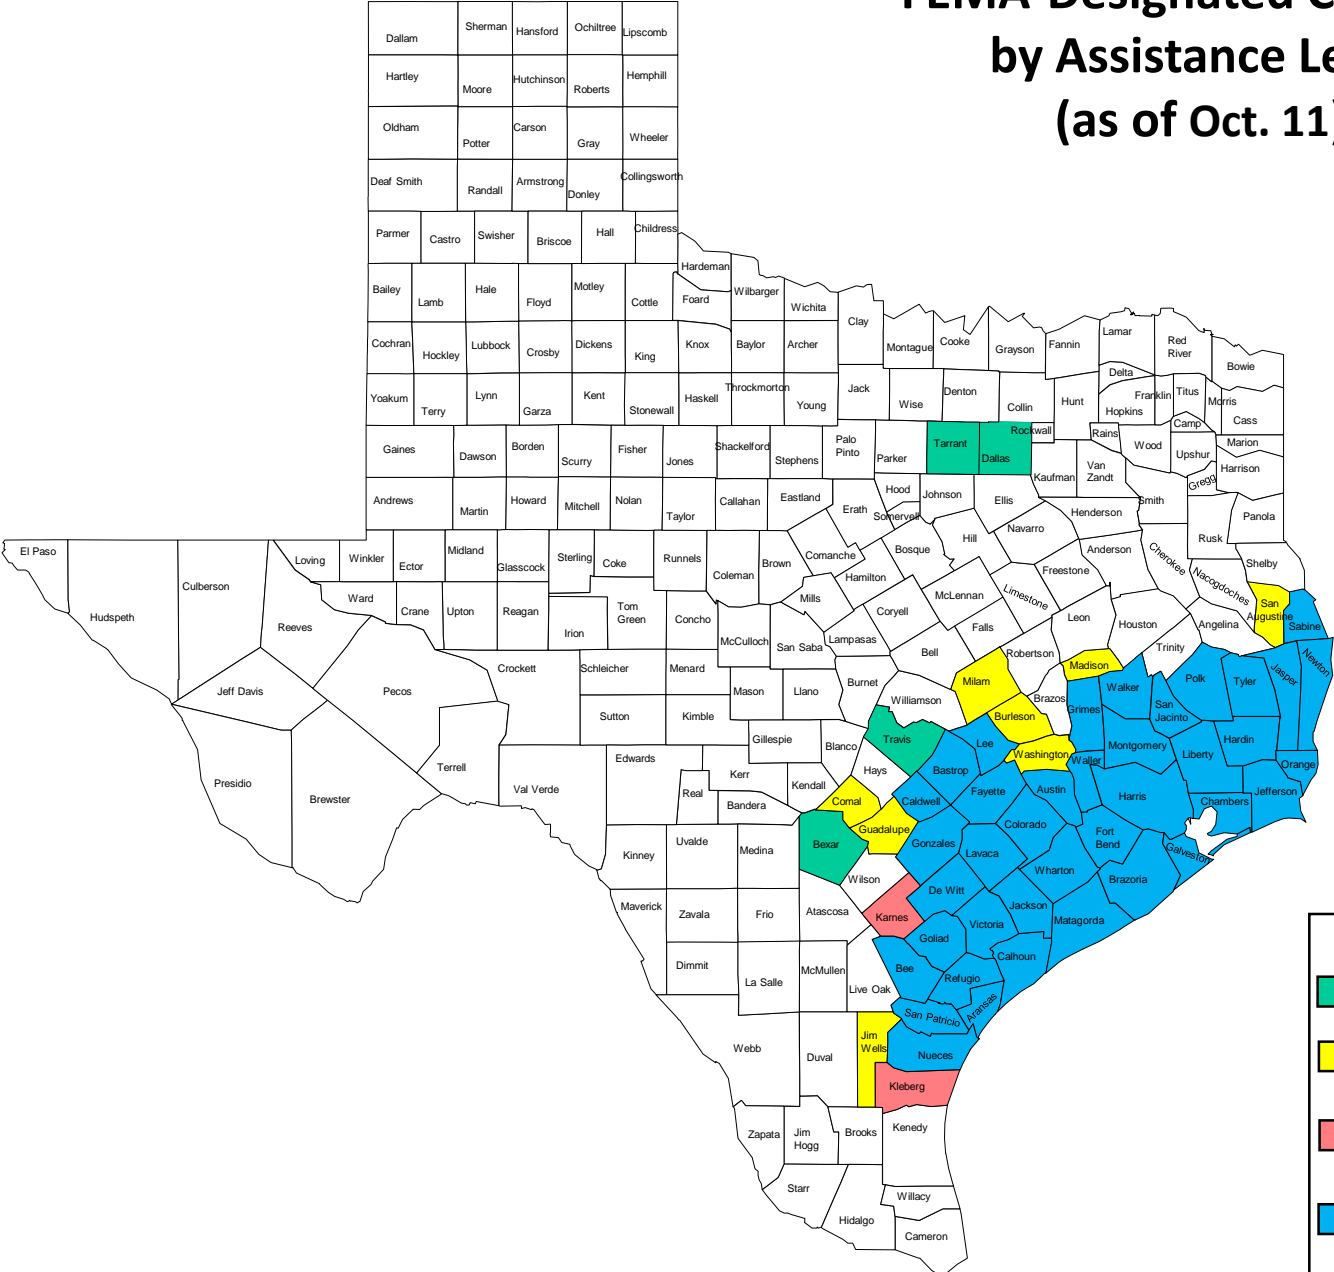 FEMA-Designated C
by Assistance Le
(as of Oct. 11)
Dallam
Sherman
Hansford
Ochiltree
Lipscomb
Hartley
Moore
Hutchinson
Roberts
Hemphill
Oldham
Potter
Carson
Gray
Wheeler
Deaf Smith
Randall
Armstrong
Donley
Collingsworth
Parmer
Castro
Swisher
Briscoe
Hall
Childress
Hardeman
Bailey
Lamb
Hale
Floyd
Motley
Cottle
Foard
Wilbarger
Wichita
Clay
Montague
Cooke
Grayson
Fannin
Lamar
Red
River
Bowie
Cochran
Hockley
Lubbock
Crosby
Dickens
King
Knox
Baylor
Archer
Jack
Wise
Denton
Collin
Hunt
Delta
Hopkins
Franklin
Titus
Morris
Cass
Yoakum
Terry
Lynn
Garza
Kent
Stonewall
Haskell
Throckmorton
Young
Camp
Marion
Gaines
Dawson
Borden
Scurry
Fisher
Jones
Shackelford
Stephens
Palo
Pinto
Parker
Tarrant
Dallas
Rockwall
Kaufman
Rains
Van
Zandt
Wood
Upshur
Harrison
Gregg
Andrews
Martin
Howard
Mitchell
Nolan
Taylor
Callahan
Eastland
Erath
Hood
Somervell
Johnson
Ellis
Navarro
Henderson
Smith
Rusk
Panola
El Paso
Hudspeth
Culberson
Loving
Winkler
Ector
Midland
Glasscock
Sterling
Coke
Runnels
Coleman
Brown
Comanche
Hamilton
Bosque
Hill
Freestone
Anderson
Cherokee
Nacogdoches
Shelby
Reeves
Ward
Crane
Upton
Reagan
Irion
Tom
Green
Concho
McCulloch
San Saba
Mills
Lampasas
Coryell
McLennan
Limestone
Falls
Leon
Houston
Angelina
San
Augustine
Sabine
Jeff Davis
Pecos
Crockett
Schleicher
Menard
Mason
Llano
Burnet
Bell
Williamson
Milam
Robertson
Brazos
Madison
Trinity
Walker
Polk
Tyler
Jasper
Newton
Presidio
Brewster
Terrell
Val Verde
Sutton
Kimble
Gillespie
Blanco
Travis
Burleson
Lee
Washington
Grimes
San
Jacinto
Montgomery
Waller
Liberty
Hardin
Orange
Edwards
Real
Kerr
Bandera
Kendall
Hays
Comal
Caldwell
Bastrop
Fayette
Austin
Harris
Chambers
Jefferson
Kinney
Uvalde
Medina
Bexar
Guadalupe
Gonzales
Lavaca
Colorado
Fort
Bend
Galveston
Wilson
Wharton
Brazoria
Maverick
Zavala
Frio
Atascosa
Karnes
De Witt
Jackson
Matagorda
Victoria
Goliad
Calhoun
Dimmit
La Salle
McMullen
Live Oak
Bee
Refugio
Aransas
San Patricio
Webb
Duval
Jim
Wells
Nueces
Kleberg
Zapata
Jim
Hogg
Brooks
Kenedy
Starr
Hidalgo
Willacy
Cameron